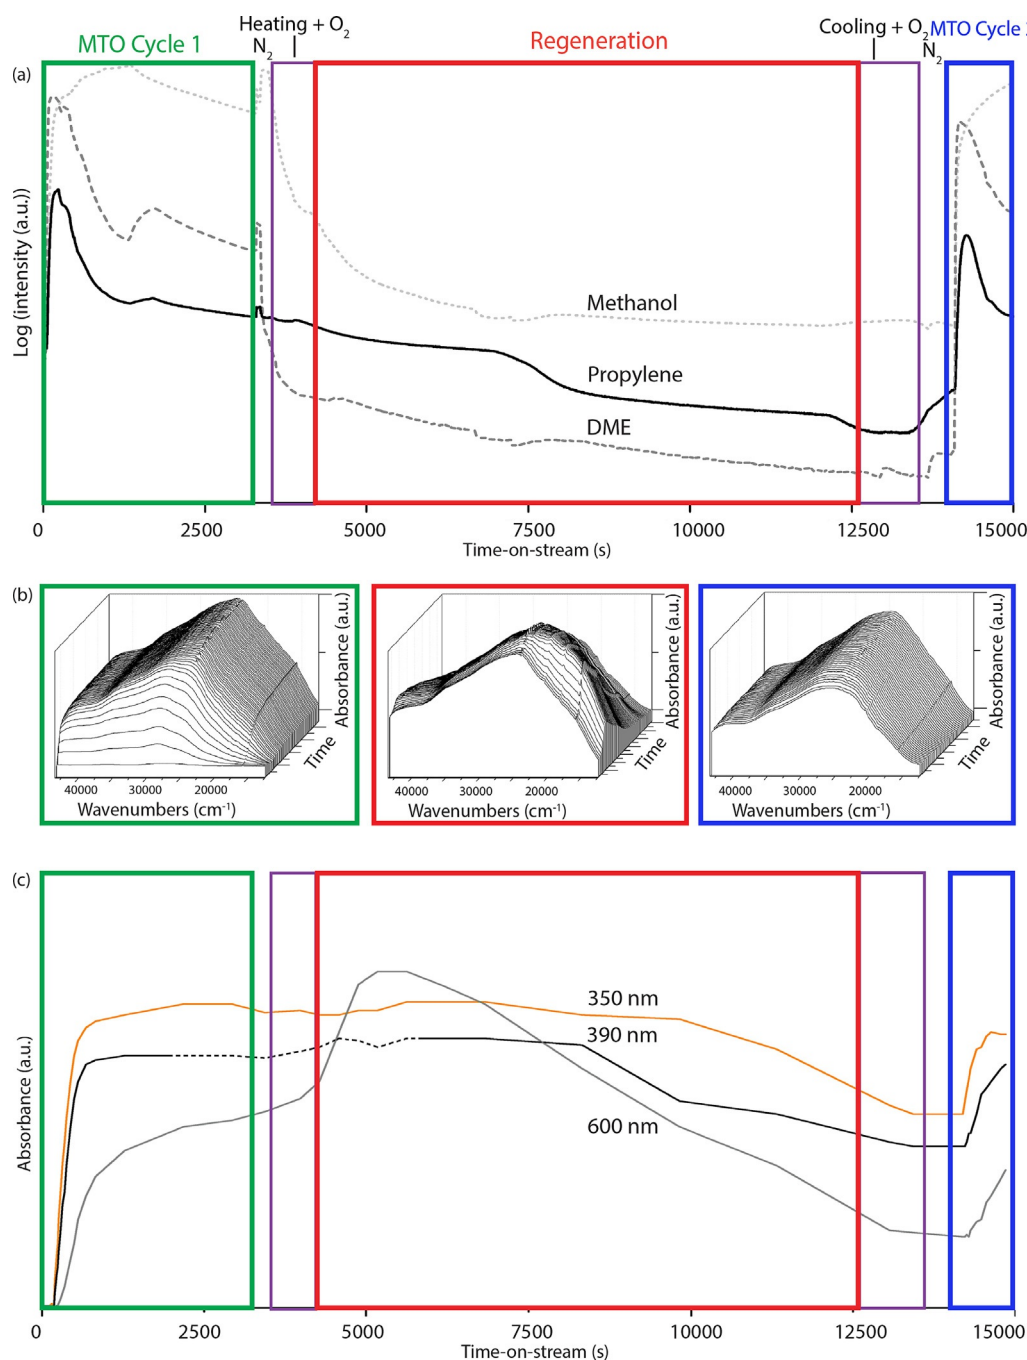 Heating + O₂
Cooling + O₂
MTO Cycle 1
N₂
Regeneration
N₂
MTO Cycle
(a)
Log (intensity (a.u.))
Methanol
Propylene
DME
0 2500 5000 7500 10000 12500 15000
Time-on-stream (s)
(b)
Absorbance (a.u.)
Time
40000 30000 20000
Wavenumbers (cm⁻¹)
Absorbance (a.u.)
Time
40000 30000 20000
Wavenumbers (cm⁻¹)
Absorbance (a.u.)
Time
40000 30000 20000
Wavenumbers (cm⁻¹)
(c)
Absorbance (a.u.)
350 nm
390 nm
600 nm
0 2500 5000 7500 10000 12500 15000
Time-on-stream (s)